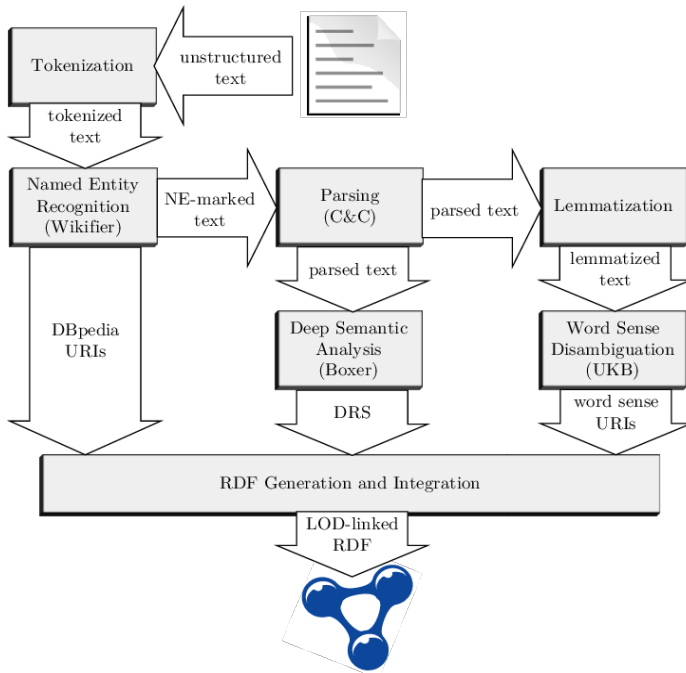 Tokenization
unstructured
text
tokenized
text
Named Entity
Recognition
(Wikifier)
NE-marked
text
Parsing
(C&C)
parsed text
Lemmatization
parsed text
lemmatized
text
DBpedia
URIs
Deep Semantic
Analysis
(Boxer)
Word Sense
Disambiguation
(UKB)
DRS
word sense
URIs
RDF Generation and Integration
LOD-linked
RDF